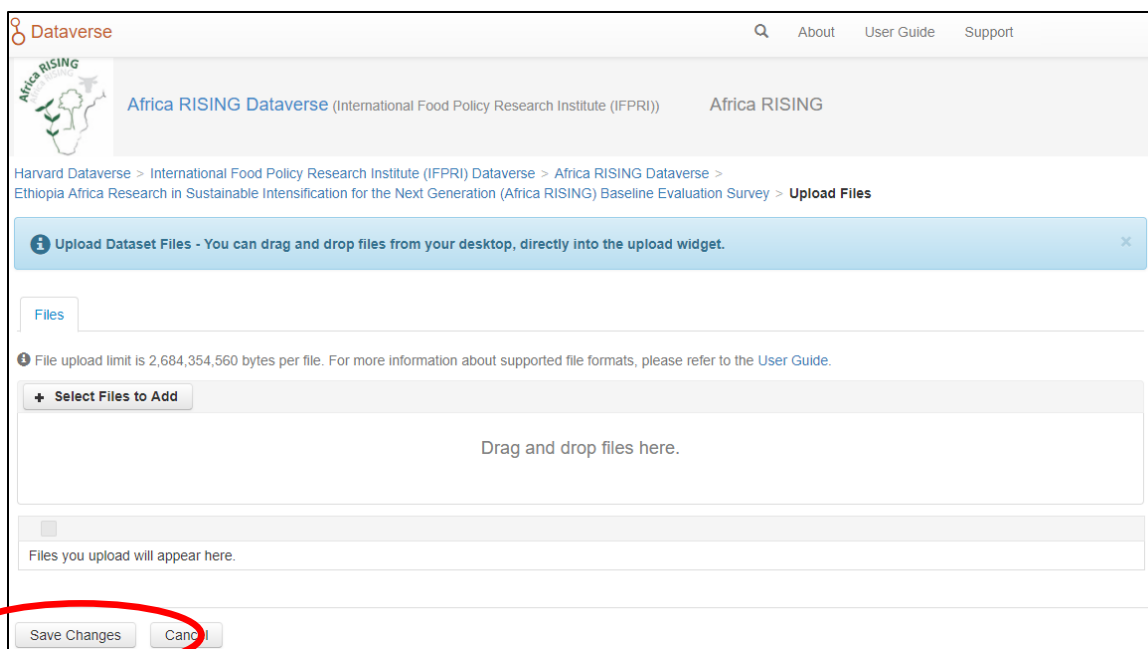 Dataverse
About User Guide Support
Africa RISING
Africa RISING Dataverse (International Food Policy Research Institute (IFPRI)) Africa RISING
Harvard Dataverse > International Food Policy Research Institute (IFPRI) Dataverse > Africa RISING Dataverse >
Ethiopia Africa Research in Sustainable Intensification for the Next Generation (Africa RISING) Baseline Evaluation Survey > Upload Files
Upload Dataset Files - You can drag and drop files from your desktop, directly into the upload widget. ×
Files
File upload limit is 2,684,354,560 bytes per file. For more information about supported file formats, please refer to the User Guide.
+ Select Files to Add
Drag and drop files here.
Files you upload will appear here.
Save Changes Cancel